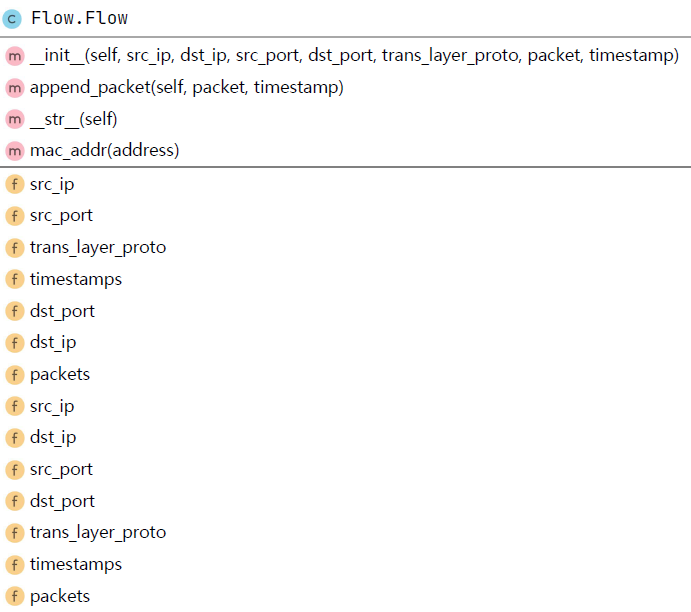 C Flow.Flow
m __init__(self, src_ip, dst_ip, src_port, dst_port, trans_layer_proto, packet, timestamp)
m append_packet(self, packet, timestamp)
m __str__(self)
m mac_addr(address)
f src_ip
f src_port
f trans_layer_proto
f timestamps
f dst_port
f dst_ip
f packets
f src_ip
f dst_ip
f src_port
f dst_port
f trans_layer_proto
f timestamps
f packets